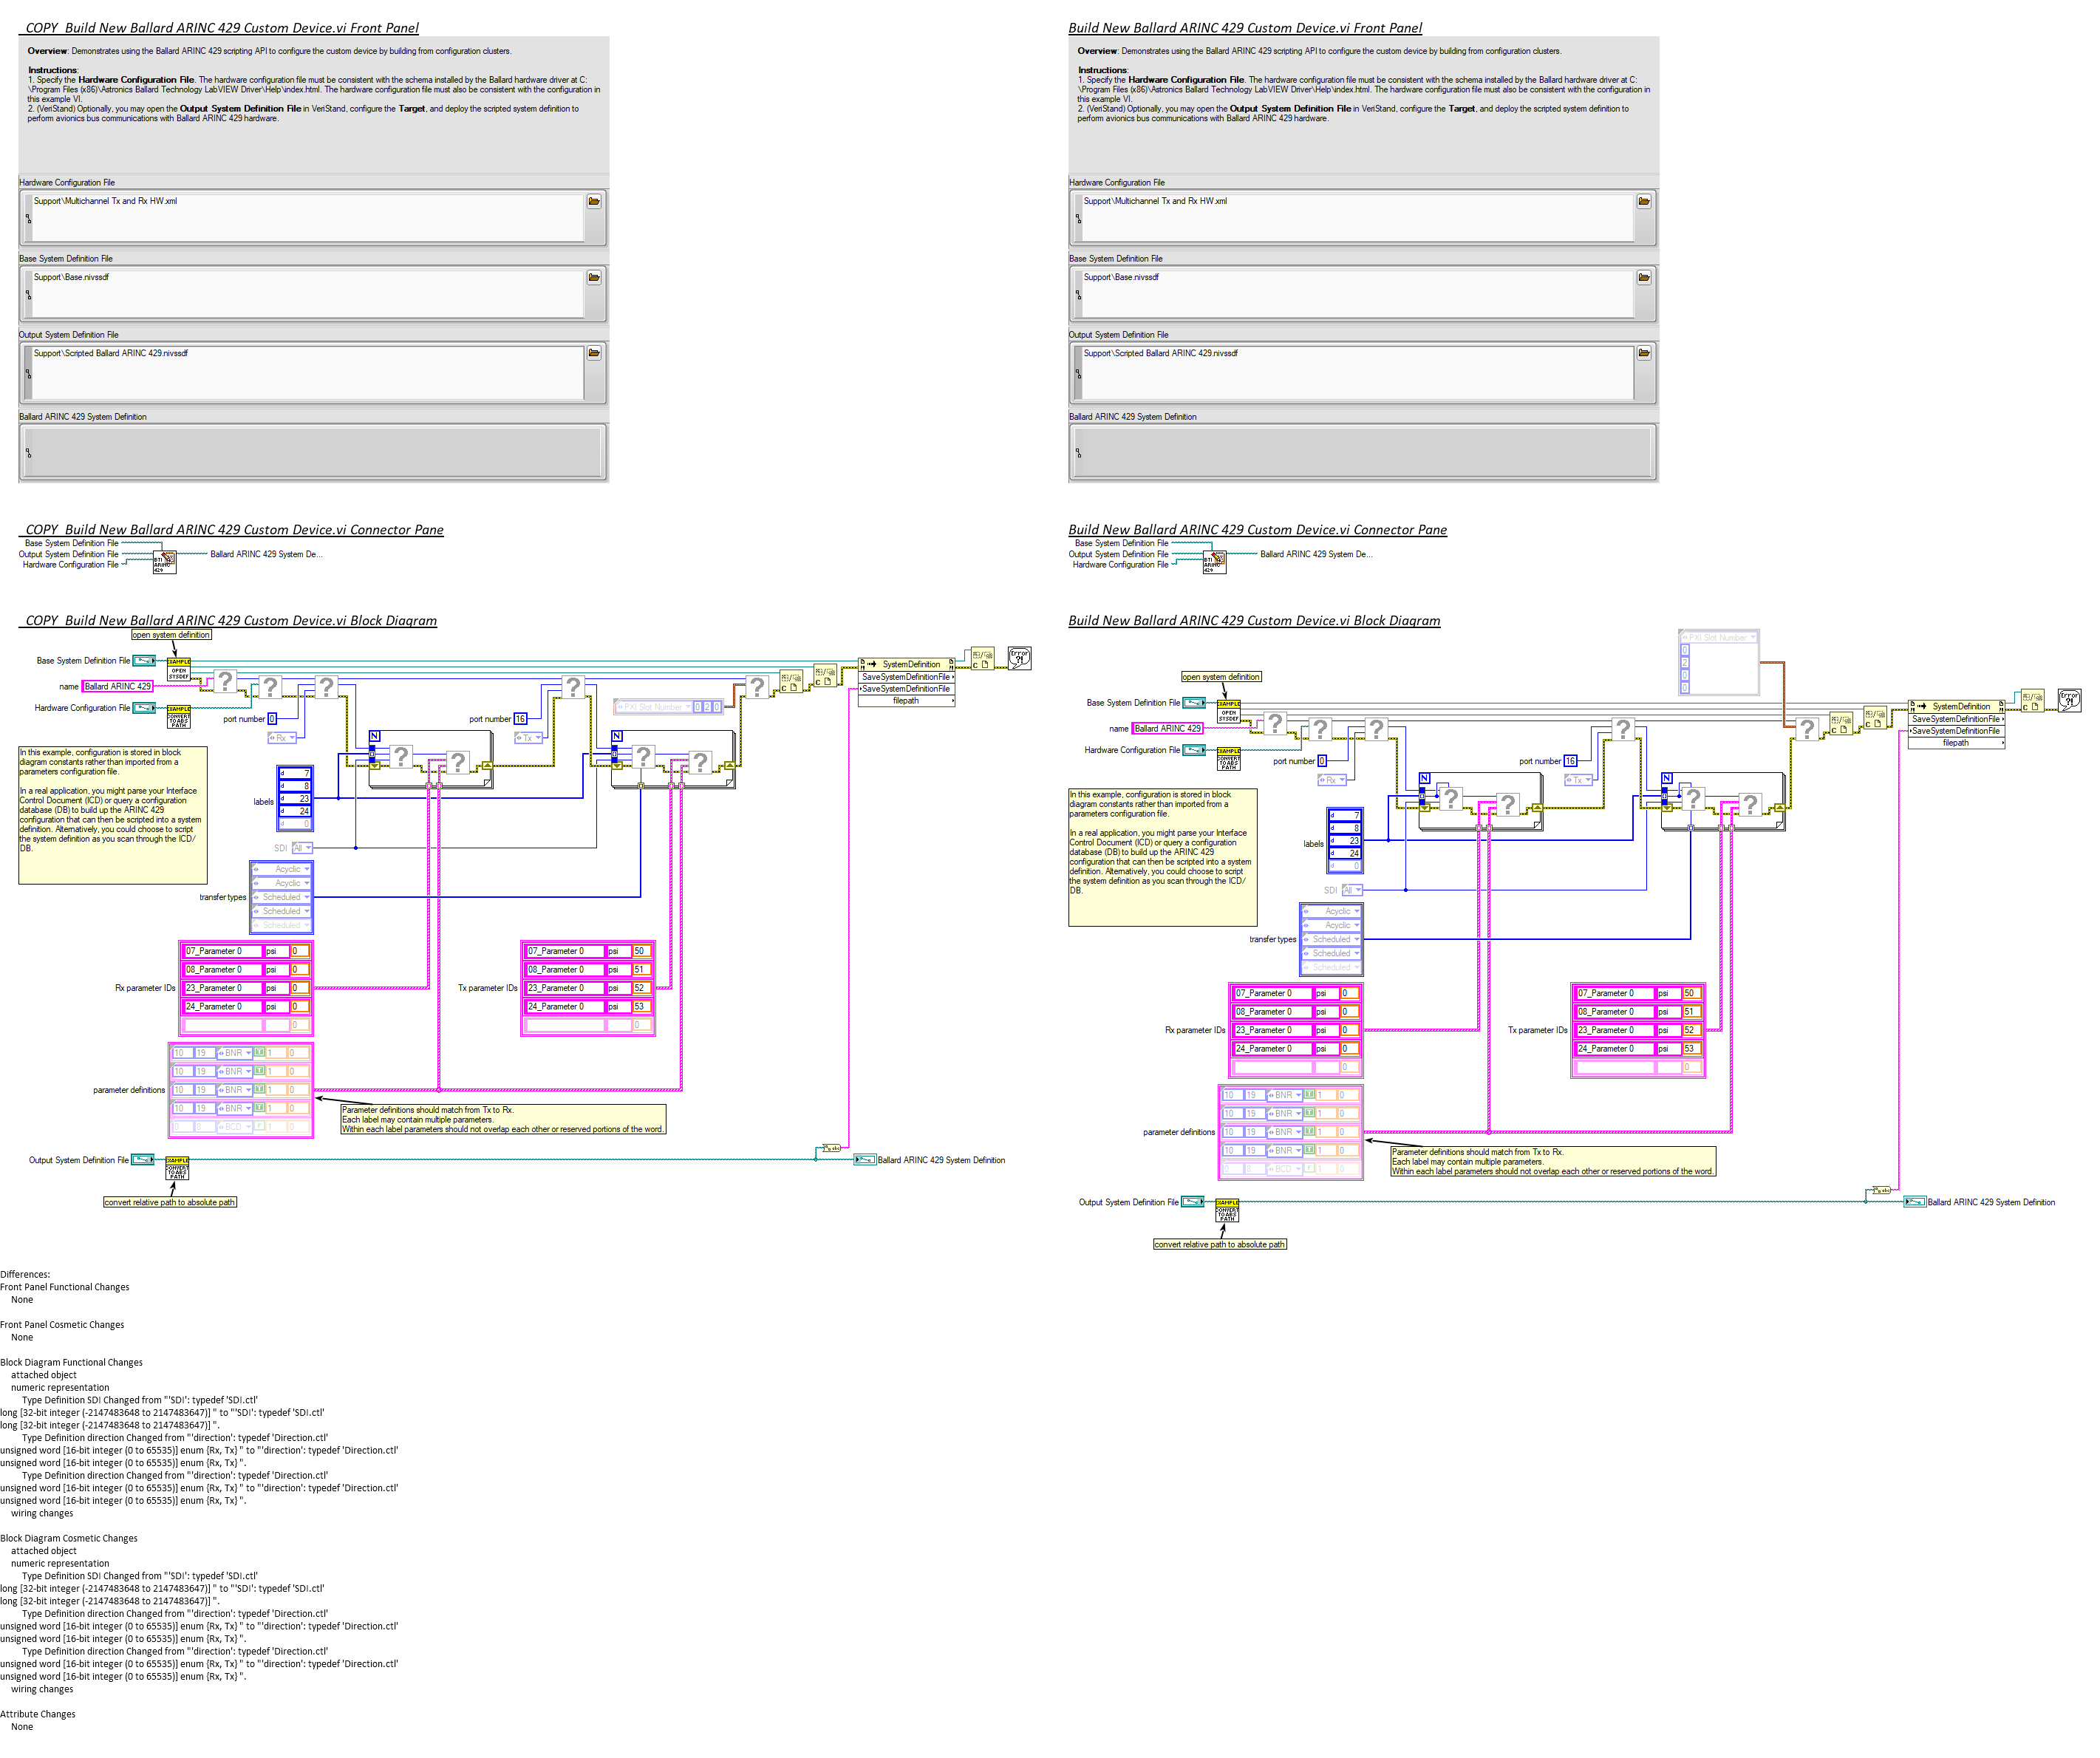 COPY  Build New Ballard ARINC 429 Custom Device.vi Front Panel
Overview: Demonstrates using the Ballard ARINC 429 scripting API to configure the custom device by building from configuration clusters.
Instructions:
1. Specify the Hardware Configuration File. The hardware configuration file must be consistent with the schema installed by the Ballard hardware driver at C:
\Program Files (x86)\Astronics Ballard Technology LabVIEW Driver\Help\index.html. The hardware configuration file must also be consistent with the configuration in
this example VI.
2. (VeriStand) Optionally, you may open the Output System Definition File in VeriStand, configure the Target, and deploy the scripted system definition to
perform avionics bus communications with Ballard ARINC 429 hardware.
Hardware Configuration File
Support\Multichannel Tx and Rx HW.xml
Base System Definition File
Support\Base.nivssdf
Output System Definition File
Support\Scripted Ballard ARINC 429.nivssdf
Ballard ARINC 429 System Definition
COPY  Build New Ballard ARINC 429 Custom Device.vi Connector Pane
Base System Definition File
Output System Definition File
Hardware Configuration File
BTI
ARINC
429
Ballard ARINC 429 System De...
COPY  Build New Ballard ARINC 429 Custom Device.vi Block Diagram
open system definition
Base System Definition File
EXAMPLE
OPEN
SYSDEF
name
Ballard ARINC 429
Hardware Configuration File
EXAMPLE
CONVERT
TO ABS
PATH
port number 0
Rx
port number 16
Tx
PXI Slot Number 0 2 0
SystemDefinition
SaveSystemDefinitionFile
SaveSystemDefinitionFile
filepath
Error
?!
In this example, configuration is stored in block
diagram constants rather than imported from a
parameters configuration file.
In a real application, you might parse your Interface
Control Document (ICD) or query a configuration
database (DB) to build up the ARINC 429
configuration that can then be scripted into a system
definition. Alternatively, you could choose to script
the system definition as you scan through the ICD/
DB.
N
N
labels
d 7
d 8
d 23
d 24
d 0
SDI All
transfer types
Acyclic
Acyclic
Scheduled
Scheduled
Scheduled
Rx parameter IDs
07_Parameter 0 psi 0
08_Parameter 0 psi 0
23_Parameter 0 psi 0
24_Parameter 0 psi 0
0
Tx parameter IDs
07_Parameter 0 psi 50
08_Parameter 0 psi 51
23_Parameter 0 psi 52
24_Parameter 0 psi 53
0
parameter definitions
10 19 BNR 1 0
10 19 BNR 1 0
10 19 BNR 1 0
10 19 BNR 1 0
0 8 BCD F 1 0
Parameter definitions should match from Tx to Rx.
Each label may contain multiple parameters.
Within each label parameters should not overlap each other or reserved portions of the word.
Output System Definition File
EXAMPLE
CONVERT
TO ABS
PATH
Ballard ARINC 429 System Definition
convert relative path to absolute path
Build New Ballard ARINC 429 Custom Device.vi Front Panel
Overview: Demonstrates using the Ballard ARINC 429 scripting API to configure the custom device by building from configuration clusters.
Instructions:
1. Specify the Hardware Configuration File. The hardware configuration file must be consistent with the schema installed by the Ballard hardware driver at C:
\Program Files (x86)\Astronics Ballard Technology LabVIEW Driver\Help\index.html. The hardware configuration file must also be consistent with the configuration in
this example VI.
2. (VeriStand) Optionally, you may open the Output System Definition File in VeriStand, configure the Target, and deploy the scripted system definition to
perform avionics bus communications with Ballard ARINC 429 hardware.
Hardware Configuration File
Support\Multichannel Tx and Rx HW.xml
Base System Definition File
Support\Base.nivssdf
Output System Definition File
Support\Scripted Ballard ARINC 429.nivssdf
Ballard ARINC 429 System Definition
Build New Ballard ARINC 429 Custom Device.vi Connector Pane
Base System Definition File
Output System Definition File
Hardware Configuration File
BTI
ARINC
429
Ballard ARINC 429 System De...
Build New Ballard ARINC 429 Custom Device.vi Block Diagram
PXI Slot Number
0
2
0
0
open system definition
Base System Definition File
EXAMPLE
OPEN
SYSDEF
name
Ballard ARINC 429
Hardware Configuration File
EXAMPLE
CONVERT
TO ABS
PATH
port number 0
Rx
port number 16
Tx
SystemDefinition
SaveSystemDefinitionFile
SaveSystemDefinitionFile
filepath
Error
?!
In this example, configuration is stored in block
diagram constants rather than imported from a
parameters configuration file.
In a real application, you might parse your Interface
Control Document (ICD) or query a configuration
database (DB) to build up the ARINC 429
configuration that can then be scripted into a system
definition. Alternatively, you could choose to script
the system definition as you scan through the ICD/
DB.
N
N
labels
d 7
d 8
d 23
d 24
d 0
SDI All
transfer types
Acyclic
Acyclic
Scheduled
Scheduled
Scheduled
Rx parameter IDs
07_Parameter 0 psi 0
08_Parameter 0 psi 0
23_Parameter 0 psi 0
24_Parameter 0 psi 0
0
Tx parameter IDs
07_Parameter 0 psi 50
08_Parameter 0 psi 51
23_Parameter 0 psi 52
24_Parameter 0 psi 53
0
parameter definitions
10 19 BNR 1 0
10 19 BNR 1 0
10 19 BNR 1 0
10 19 BNR 1 0
0 8 BCD F 1 0
Parameter definitions should match from Tx to Rx.
Each label may contain multiple parameters.
Within each label parameters should not overlap each other or reserved portions of the word.
Output System Definition File
EXAMPLE
CONVERT
TO ABS
PATH
Ballard ARINC 429 System Definition
convert relative path to absolute path
Differences:
Front Panel Functional Changes
None
Front Panel Cosmetic Changes
None
Block Diagram Functional Changes
attached object
numeric representation
Type Definition SDI Changed from "'SDI': typedef 'SDI.ctl'
long [32-bit integer (-2147483648 to 2147483647)] " to "'SDI': typedef 'SDI.ctl'
long [32-bit integer (-2147483648 to 2147483647)] ".
Type Definition direction Changed from "'direction': typedef 'Direction.ctl'
unsigned word [16-bit integer (0 to 65535)] enum {Rx, Tx} " to "'direction': typedef 'Direction.ctl'
unsigned word [16-bit integer (0 to 65535)] enum {Rx, Tx} ".
Type Definition direction Changed from "'direction': typedef 'Direction.ctl'
unsigned word [16-bit integer (0 to 65535)] enum {Rx, Tx} " to "'direction': typedef 'Direction.ctl'
unsigned word [16-bit integer (0 to 65535)] enum {Rx, Tx} ".
wiring changes
Block Diagram Cosmetic Changes
attached object
numeric representation
Type Definition SDI Changed from "'SDI': typedef 'SDI.ctl'
long [32-bit integer (-2147483648 to 2147483647)] " to "'SDI': typedef 'SDI.ctl'
long [32-bit integer (-2147483648 to 2147483647)] ".
Type Definition direction Changed from "'direction': typedef 'Direction.ctl'
unsigned word [16-bit integer (0 to 65535)] enum {Rx, Tx} " to "'direction': typedef 'Direction.ctl'
unsigned word [16-bit integer (0 to 65535)] enum {Rx, Tx} ".
Type Definition direction Changed from "'direction': typedef 'Direction.ctl'
unsigned word [16-bit integer (0 to 65535)] enum {Rx, Tx} " to "'direction': typedef 'Direction.ctl'
unsigned word [16-bit integer (0 to 65535)] enum {Rx, Tx} ".
wiring changes
Attribute Changes
None